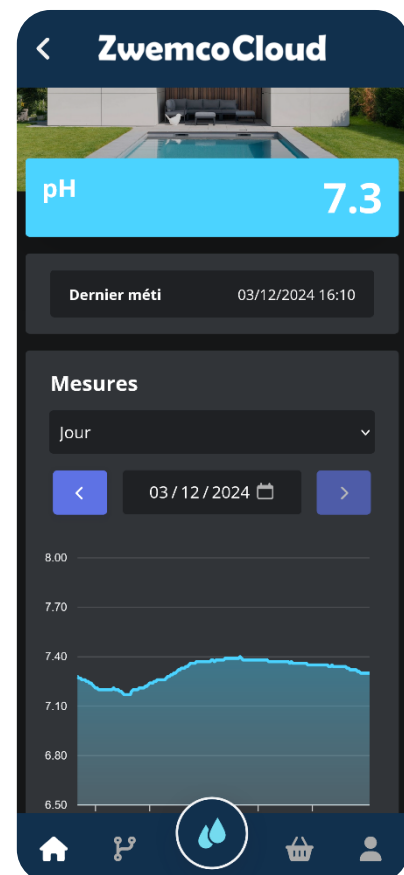 ZwemcoCloud
pH
7.3
Dernier méti 03/12/2024 16:10
Mesures
Jour
03/12/2024
8.00
7.70
7.40
7.10
6.80
6.50